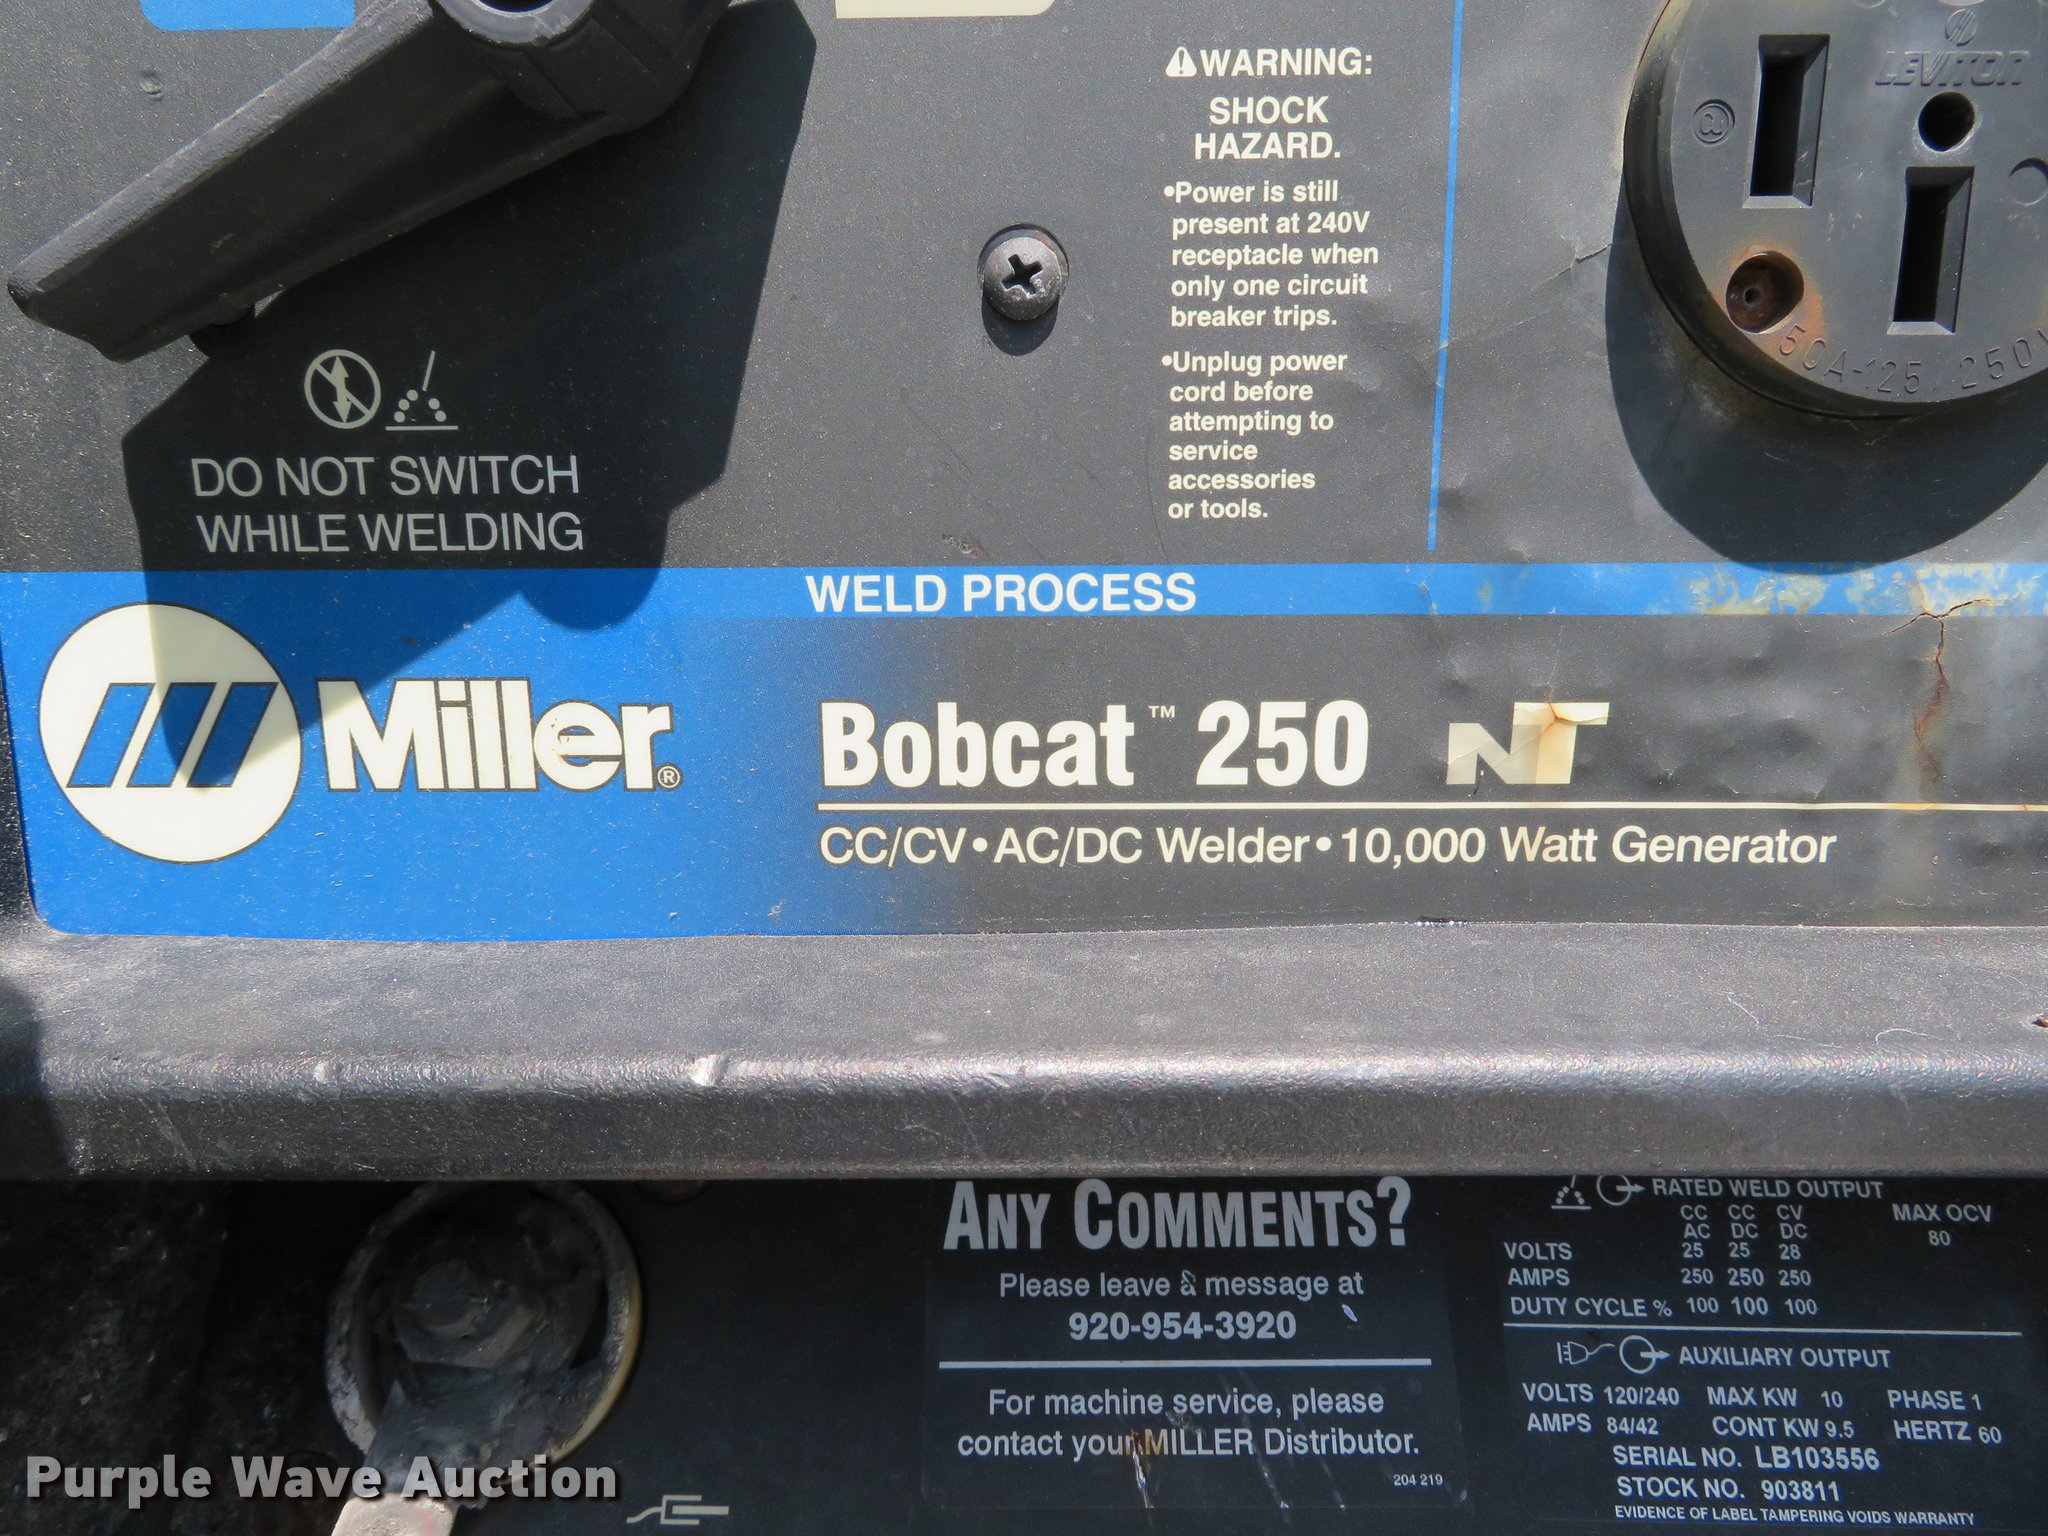 WARNING:
SHOCK
HAZARD.
•Power is still
present at 240V
receptacle when
only one circuit
breaker trips.
•Unplug power
cord before
attempting to
service
accessories
or tools.
LEVITON
50A-125/250V
DO NOT SWITCH
WHILE WELDING
WELD PROCESS
Miller®
Bobcat™ 250 NT
CC/CV•AC/DC Welder•10,000 Watt Generator
ANY COMMENTS?
Please leave a message at
920-954-3920
For machine service, please
contact your MILLER Distributor.
204 219
RATED WELD OUTPUT
CC CC CV MAX OCV
AC DC DC 80
VOLTS 25 25 28
AMPS 250 250 250
DUTY CYCLE % 100 100 100
AUXILIARY OUTPUT
VOLTS 120/240 MAX KW 10 PHASE 1
AMPS 84/42 CONT KW 9.5 HERTZ 60
SERIAL NO. LB103556
STOCK NO. 903811
EVIDENCE OF LABEL TAMPERING VOIDS WARRANTY
Purple Wave Auction